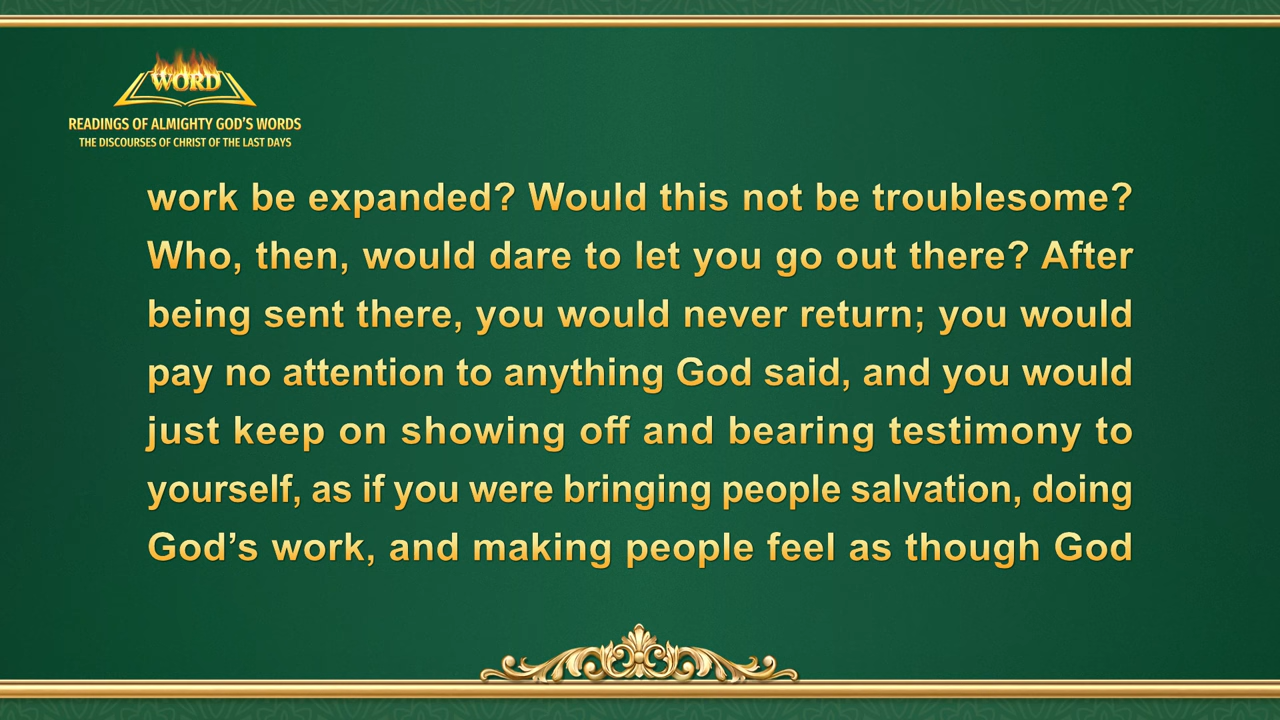 WORD
READINGS OF ALMIGHTY GOD'S WORDS
THE DISCOURSES OF CHRIST OF THE LAST DAYS
work be expanded? Would this not be troublesome?
Who, then, would dare to let you go out there? After
being sent there, you would never return; you would
pay no attention to anything God said, and you would
just keep on showing off and bearing testimony to
yourself, as if you were bringing people salvation, doing
God’s work, and making people feel as though God